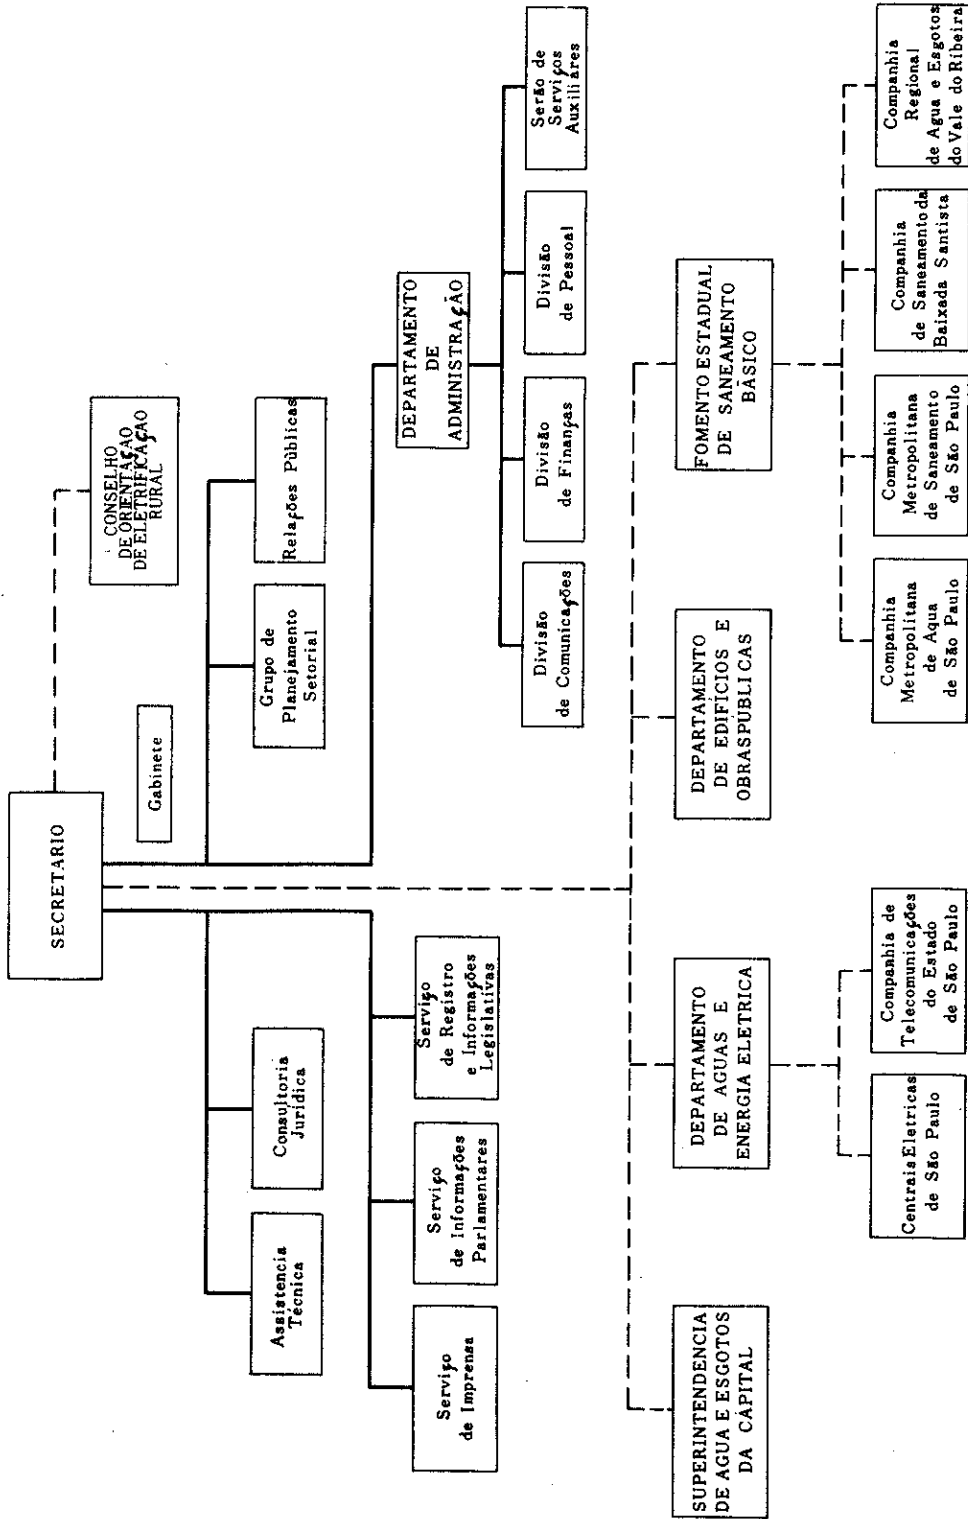 SECRETARIO
CONSELHO
DE ORIENTAÇÃO
DE ELETRIFICAÇÃO
RURAL
Gabinete
Assistencia
Técnica
Consultoria
Jurídica
Grupo de
Planejamento
Setorial
Relações Públicas
Serviço
de Imprensa
Serviço
de Informações
Parlamentares
Serviço
de Registro
e Informações
Legislativas
DEPARTAMENTO
DE
ADMINISTRAÇÃO
Divisão
de Comunicações
Divisão
de Finanças
Divisão
de Pessoal
Serão de
Serviços
Auxiliáres
SUPERINTENDENCIA
DE AGUA E ESGOTOS
DA CÁPITAL
DEPARTAMENTO
DE AGUAS E
ENERGIA ELETRICA
DEPARTAMENTO
DE EDIFÍCIOS E
OBRASPÚBLICAS
FOMENTO ESTADUAL
DE SANEAMENTO
BÁSICO
Centrais Eletricas
de São Paulo
Companhia de
Telecomunicações
do Estado
de São Paulo
Companhia
Metropolitana
de Aqua
de São Paulo
Companhia
Metropolitana
de Saneamento
de São Paulo
Companhia
de Saneamento da
Baixada Santista
Companhia
Regional
de Agua e Esgotos
do Vale do Ribeira